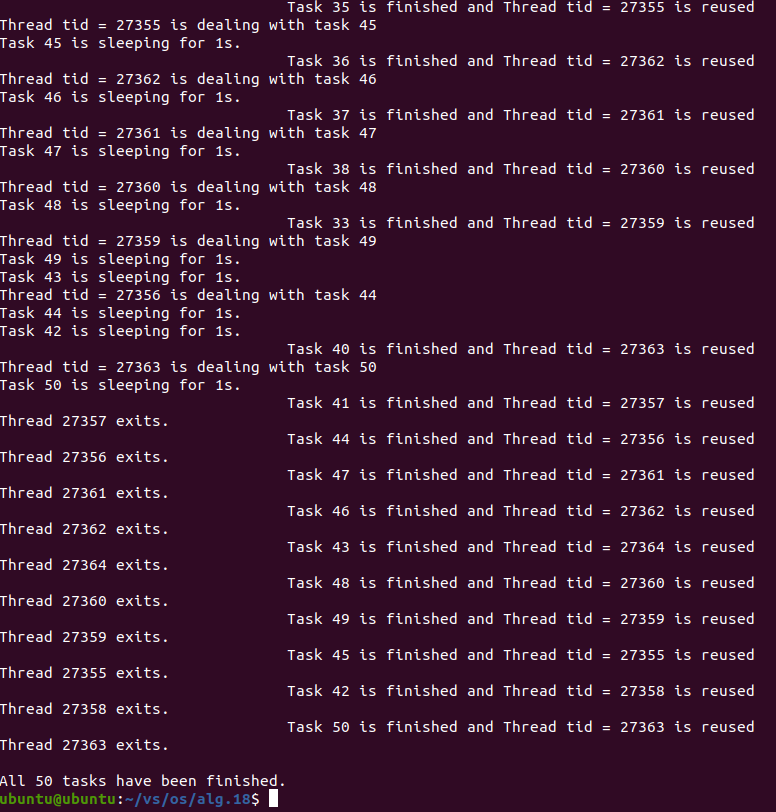 Task 35 is finished and Thread tid = 27355 is reused
Thread tid = 27355 is dealing with task 45
Task 45 is sleeping for 1s.
Task 36 is finished and Thread tid = 27362 is reused
Thread tid = 27362 is dealing with task 46
Task 46 is sleeping for 1s.
Task 37 is finished and Thread tid = 27361 is reused
Thread tid = 27361 is dealing with task 47
Task 47 is sleeping for 1s.
Task 38 is finished and Thread tid = 27360 is reused
Thread tid = 27360 is dealing with task 48
Task 48 is sleeping for 1s.
Task 33 is finished and Thread tid = 27359 is reused
Thread tid = 27359 is dealing with task 49
Task 49 is sleeping for 1s.
Task 43 is sleeping for 1s.
Thread tid = 27356 is dealing with task 44
Task 44 is sleeping for 1s.
Task 42 is sleeping for 1s.
Task 40 is finished and Thread tid = 27363 is reused
Thread tid = 27363 is dealing with task 50
Task 50 is sleeping for 1s.
Task 41 is finished and Thread tid = 27357 is reused
Thread 27357 exits.
Task 44 is finished and Thread tid = 27356 is reused
Thread 27356 exits.
Task 47 is finished and Thread tid = 27361 is reused
Thread 27361 exits.
Task 46 is finished and Thread tid = 27362 is reused
Thread 27362 exits.
Task 43 is finished and Thread tid = 27364 is reused
Thread 27364 exits.
Task 48 is finished and Thread tid = 27360 is reused
Thread 27360 exits.
Task 49 is finished and Thread tid = 27359 is reused
Thread 27359 exits.
Task 45 is finished and Thread tid = 27355 is reused
Thread 27355 exits.
Task 42 is finished and Thread tid = 27358 is reused
Thread 27358 exits.
Task 50 is finished and Thread tid = 27363 is reused
Thread 27363 exits.
All 50 tasks have been finished.
ubuntu@ubuntu:~/vs/os/alg.18$